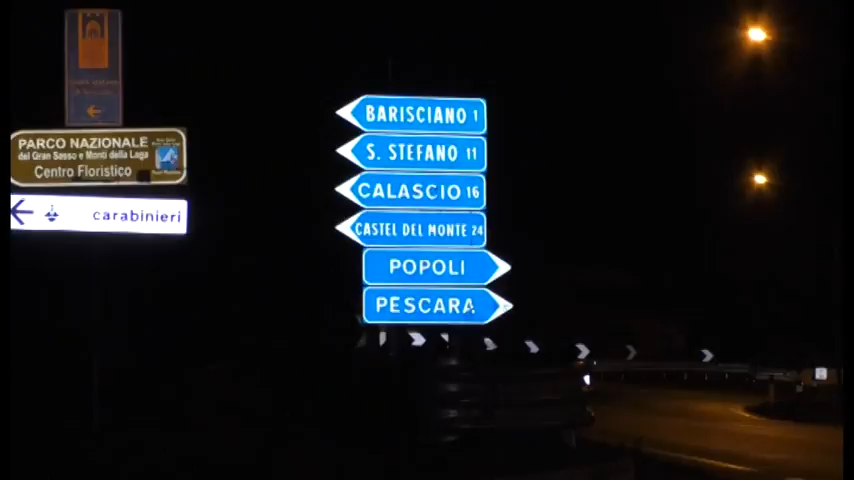 PARCO NAZIONALE
del Gran Sasso e Monti della Laga
Centro Floristico
carabinieri
BARISCIANO 1
S. STEFANO 11
CALASCIO 16
CASTEL DEL MONTE 24
POPOLI
PESCARA